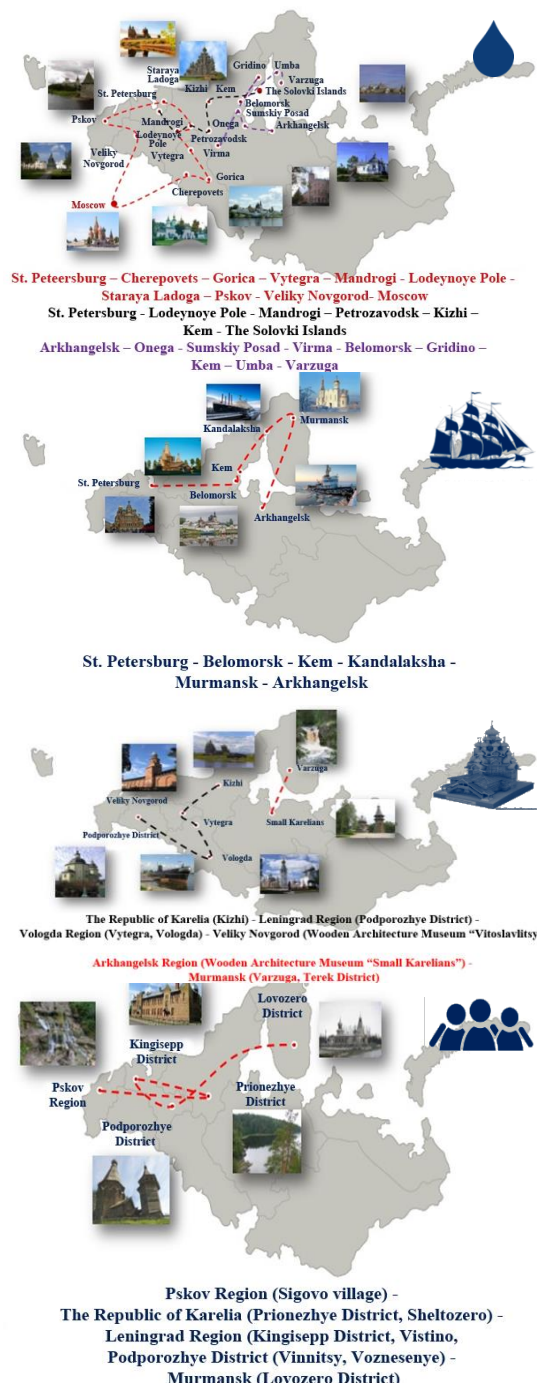 Staraya
Ladoga
Gridino
Umba
Kizhi
Kem
Varzuga
St. Petersburg
The Solovki Islands
Belomorsk
Sumskiy Posad
Pskov
Mandrogi
Onega
Arkhangelsk
Lodeynoye
Pole
Petrozavodsk
Veliky
Novgorod
Vytegra
Virma
Gorica
Cherepovets
Moscow
St. Peteersburg – Cherepovets – Gorica – Vytegra – Mandrogi - Lodeynoye Pole -
Staraya Ladoga – Pskov - Veliky Novgorod- Moscow
St. Petersburg - Lodeynoye Pole - Mandrogi – Petrozavodsk – Kizhi –
Kem - The Solovki Islands
Arkhangelsk – Onega - Sumskiy Posad - Virma - Belomorsk – Gridino –
Kem – Umba - Varzuga
Kandalaksha
Murmansk
Kem
St. Petersburg
Belomorsk
Arkhangelsk
St. Petersburg - Belomorsk - Kem - Kandalaksha -
Murmansk - Arkhangelsk
Varzuga
Kizhi
Veliky Novgorod
Vytegra
Small Karelians
Podporozhye District
Vologda
The Republic of Karelia (Kizhi) - Leningrad Region (Podporozhye District) -
Vologda Region (Vytegra, Vologda) - Veliky Novgorod (Wooden Architecture Museum “Vitoslavlitsy
Arkhangelsk Region (Wooden Architecture Museum “Small Karelians”) -
Murmansk (Varzuga, Terek District)
Lovozero
District
Kingisepp
District
Pskov
Region
Prionezhye
District
Podporozhye
District
Pskov Region (Sigovo village) -
The Republic of Karelia (Prionezhye District, Sheltozero) -
Leningrad Region (Kingisepp District, Vistino,
Podporozhye District (Vinnitsy, Voznesenye) -
Murmansk (Lovozero District)